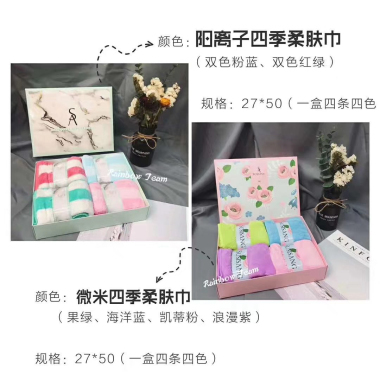 颜色：阳离子四季柔肤巾
（双色粉蓝、双色红绿）
规格：27*50（一盒四条四色
Rainbow Team
KINFO
Rainbow Team
颜色：微米四季柔肤巾
（果绿、海洋蓝、凯蒂粉、浪漫紫）
规格：27*50（一盒四条四色）